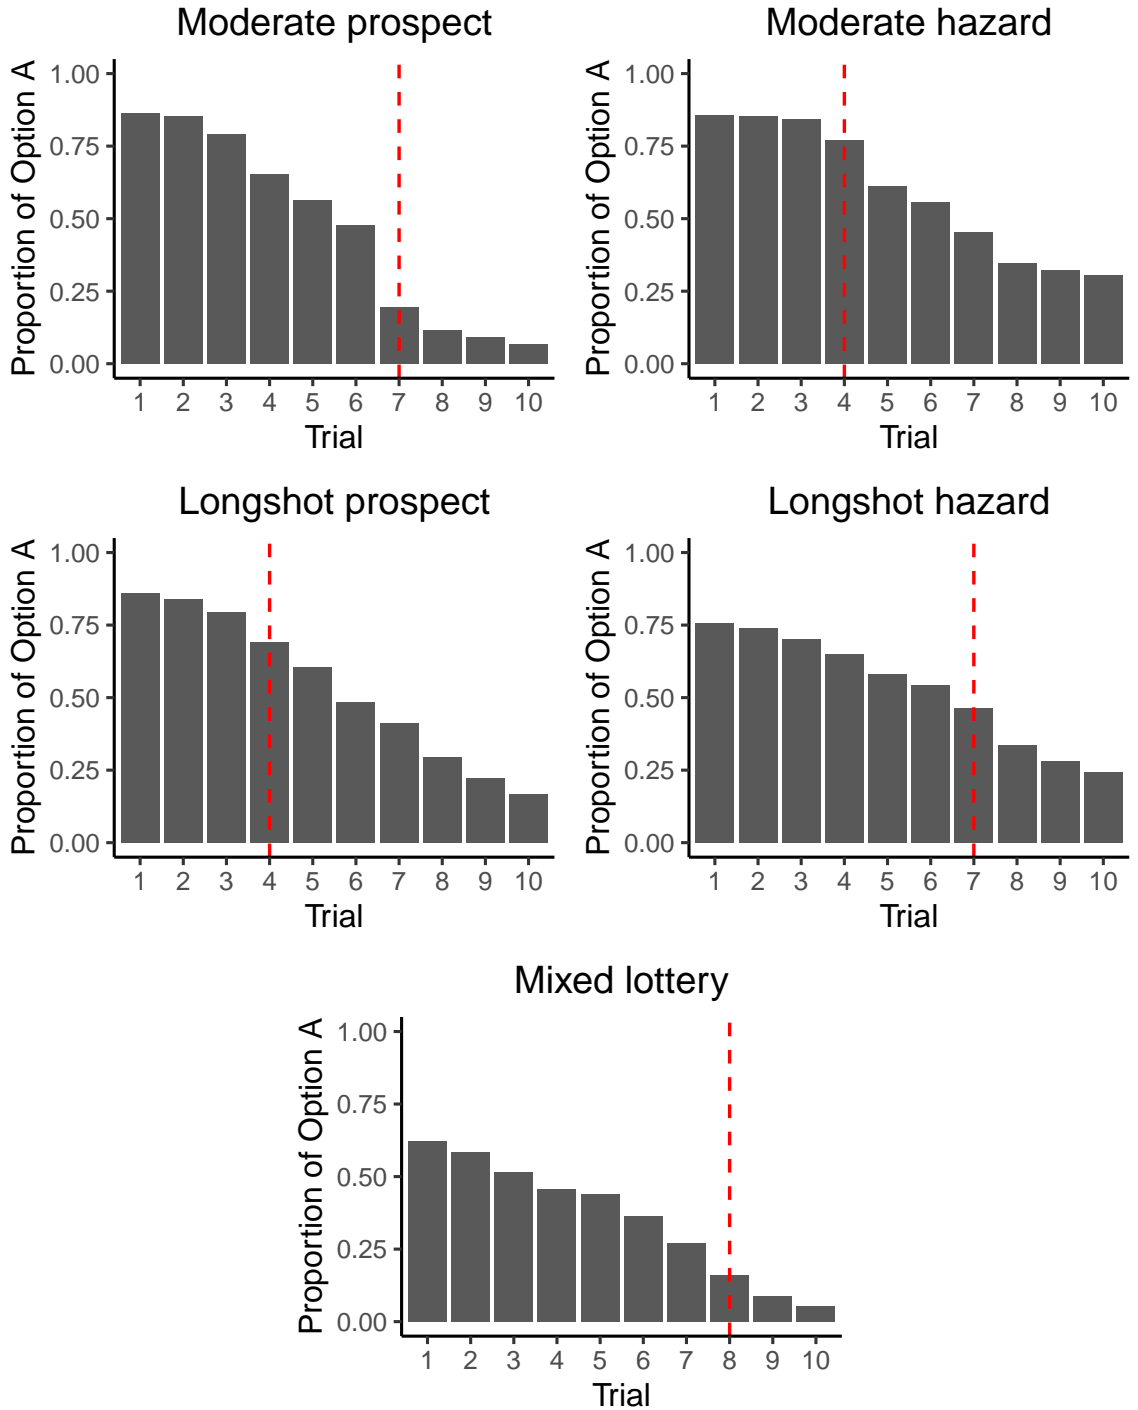 Moderate prospect
Proportion of Option A
1.00
0.75
0.50
0.25
0.00
1 2 3 4 5 6 7 8 9 10
Trial
Moderate hazard
Proportion of Option A
1.00
0.75
0.50
0.25
0.00
1 2 3 4 5 6 7 8 9 10
Trial
Longshot prospect
Proportion of Option A
1.00
0.75
0.50
0.25
0.00
1 2 3 4 5 6 7 8 9 10
Trial
Longshot hazard
Proportion of Option A
1.00
0.75
0.50
0.25
0.00
1 2 3 4 5 6 7 8 9 10
Trial
Mixed lottery
Proportion of Option A
1.00
0.75
0.50
0.25
0.00
1 2 3 4 5 6 7 8 9 10
Trial